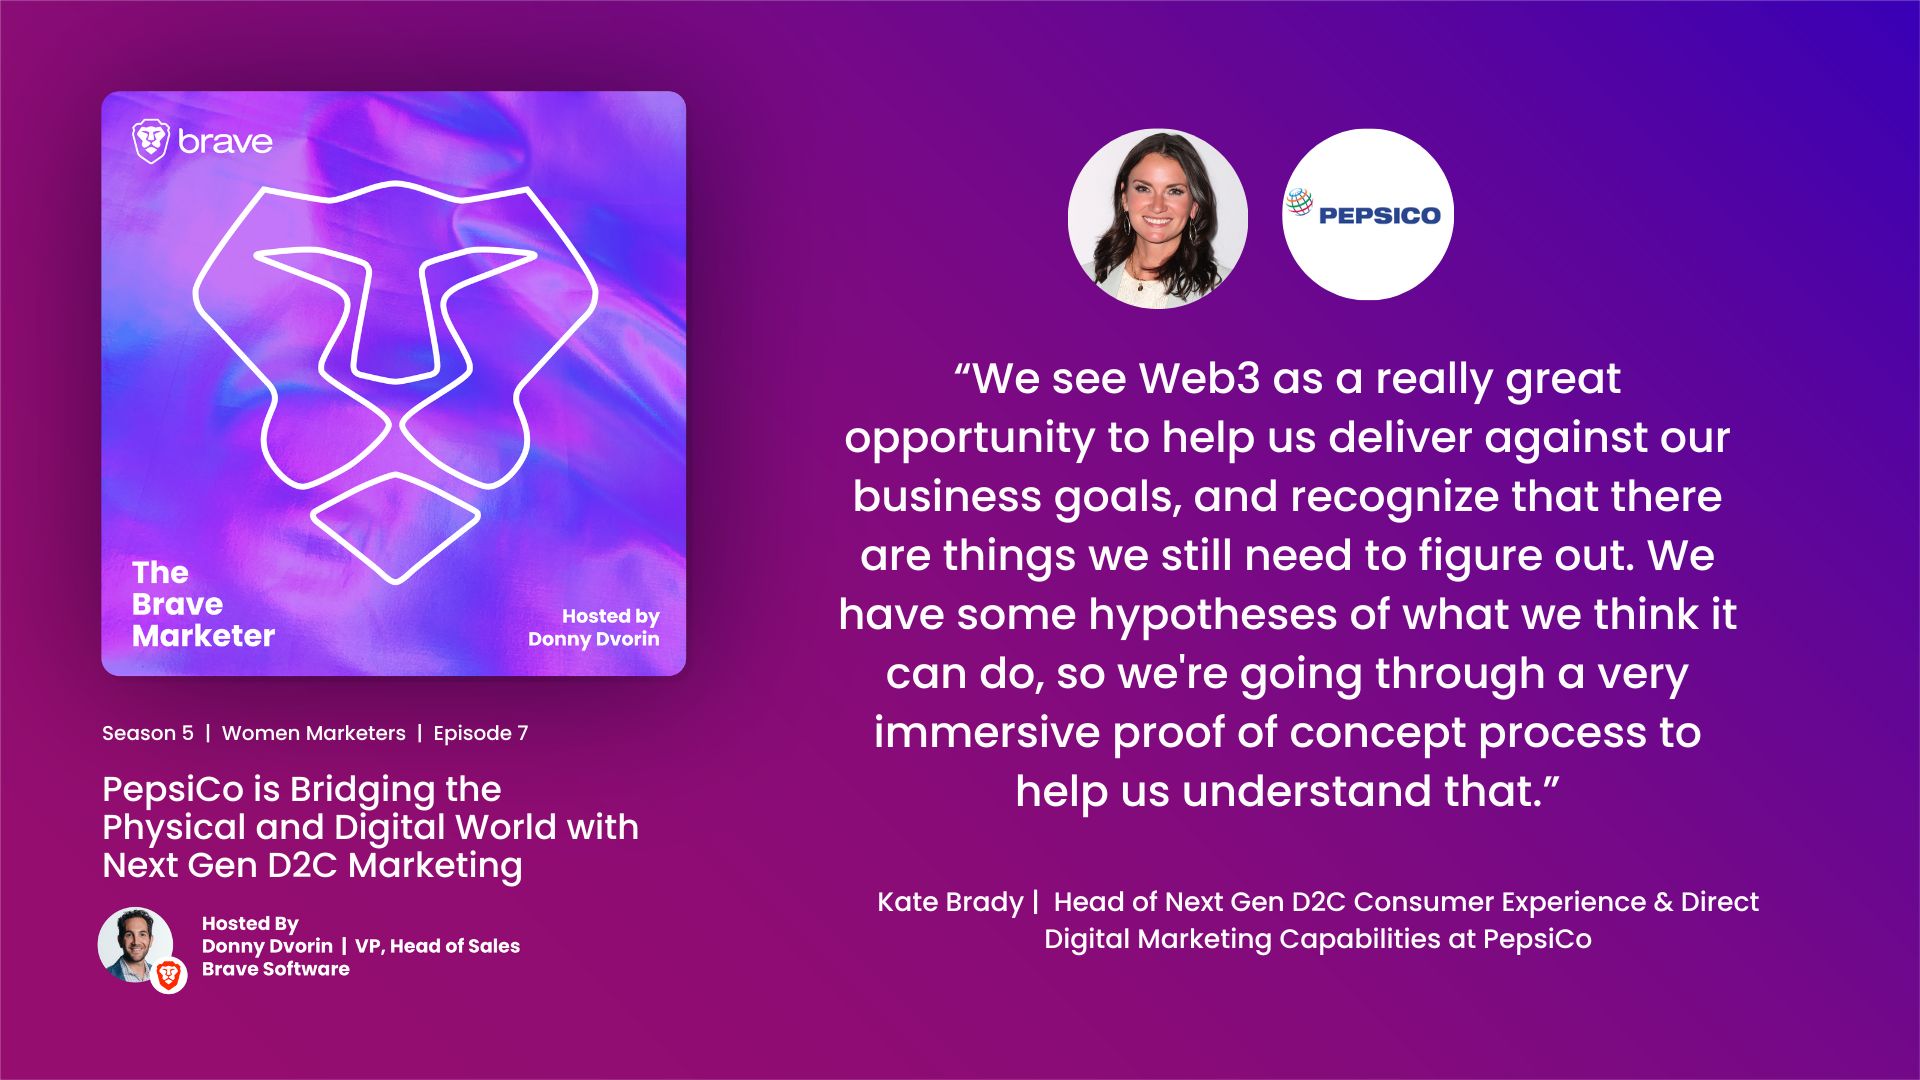 brave
The
Brave
Marketer
Hosted by
Donny Dvorin
Season 5 | Women Marketers | Episode 7
PepsiCo is Bridging the
Physical and Digital World with
Next Gen D2C Marketing
Hosted By
Donny Dvorin | VP, Head of Sales
Brave Software
PEPSICO
“We see Web3 as a really great
opportunity to help us deliver against our
business goals, and recognize that there
are things we still need to figure out. We
have some hypotheses of what we think it
can do, so we're going through a very
immersive proof of concept process to
help us understand that.”
Kate Brady | Head of Next Gen D2C Consumer Experience & Direct
Digital Marketing Capabilities at PepsiCo